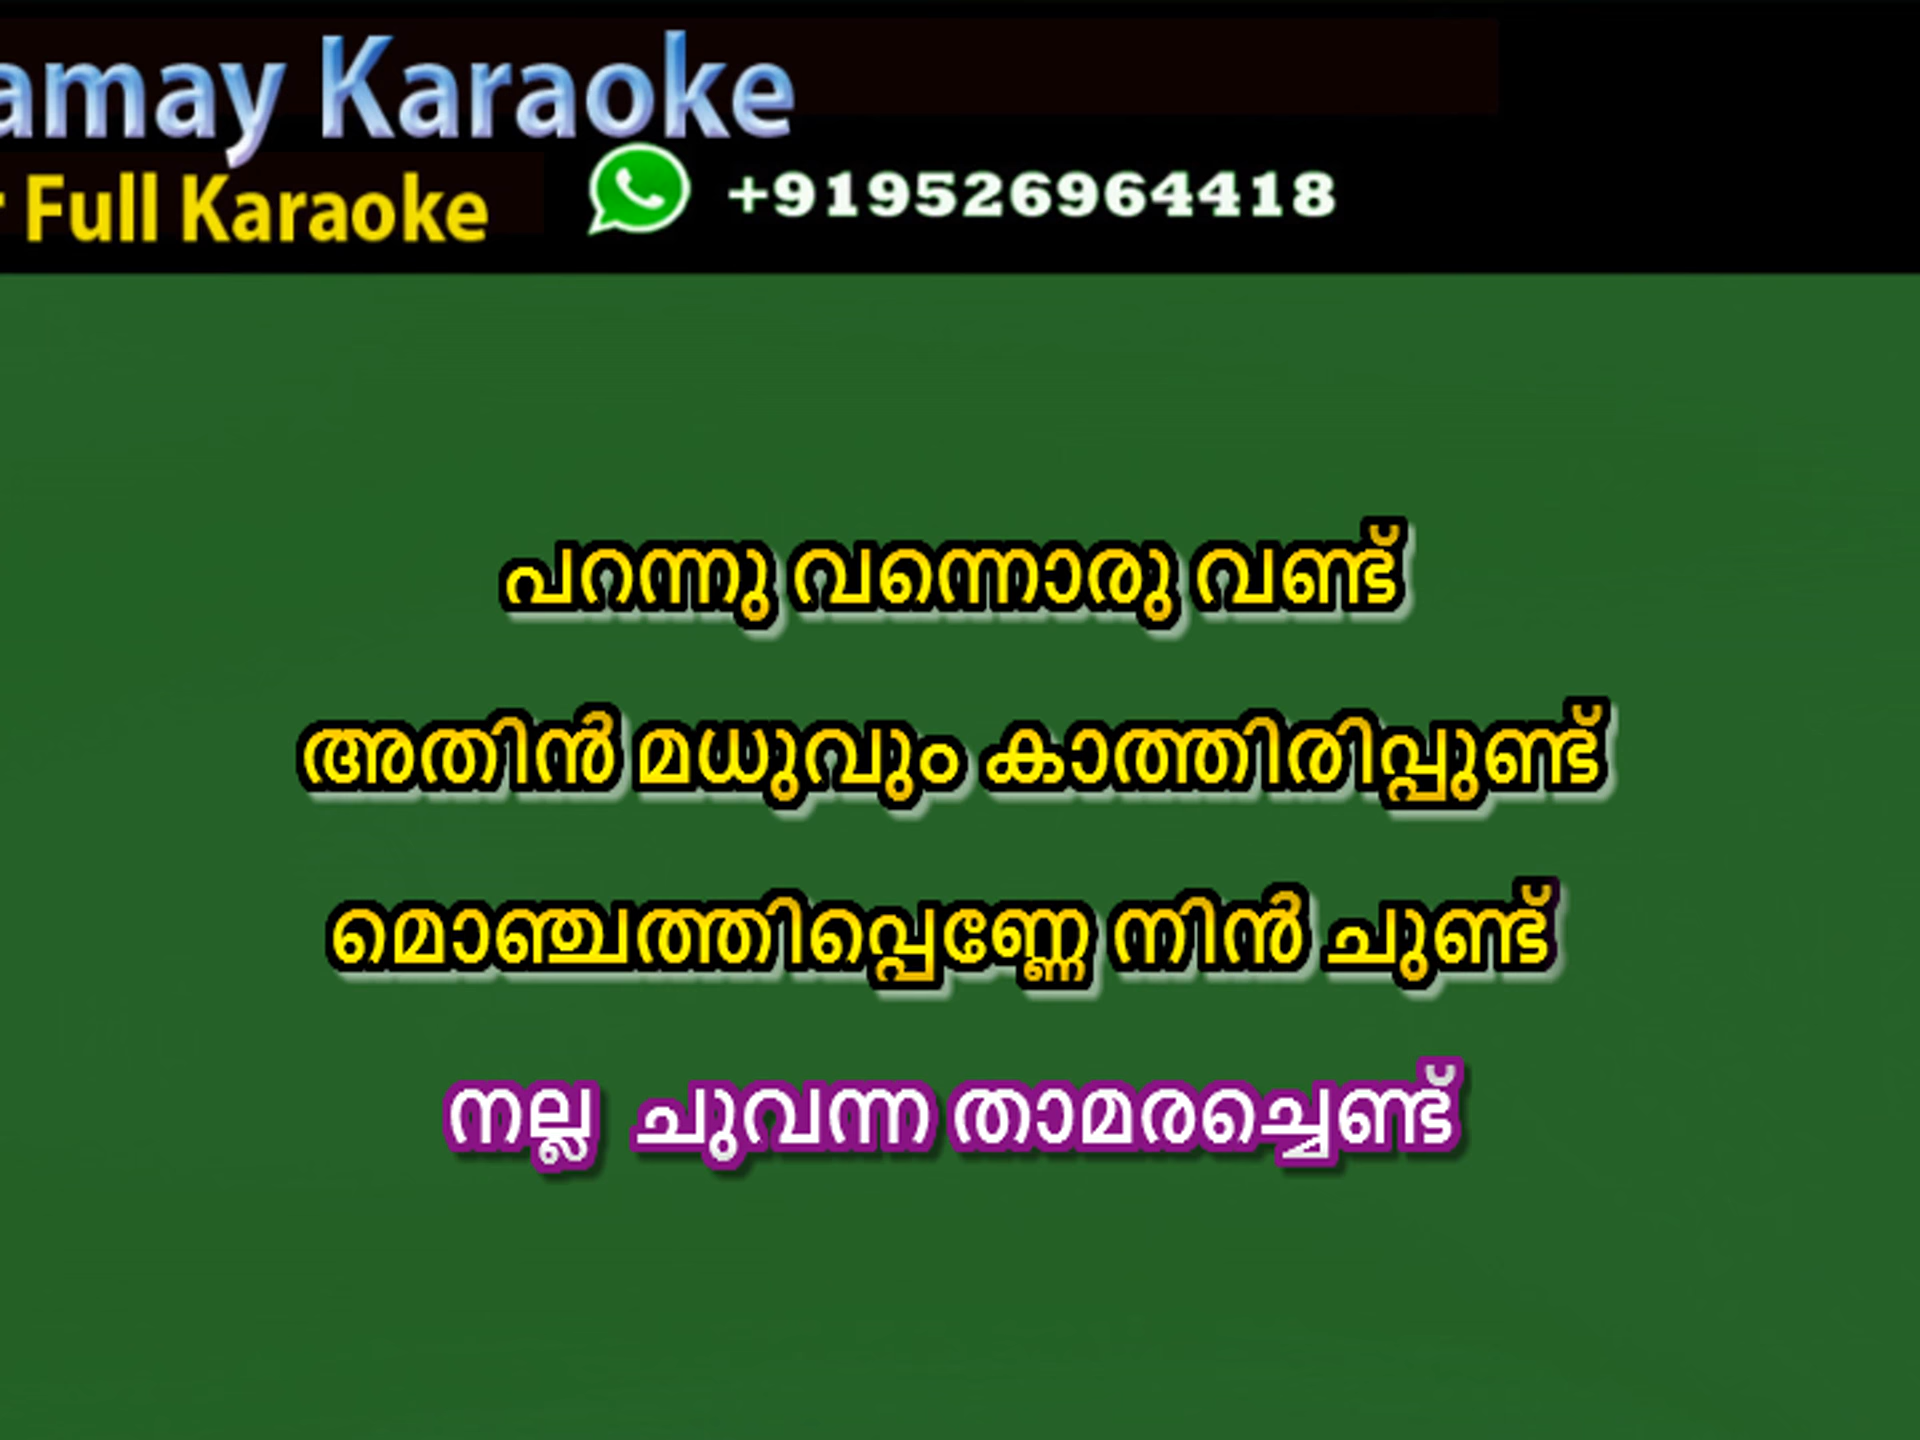 amay Karaoke
r Full Karaoke
+919526964418
പറന്നു വന്നൊരു വണ്ട്
അതിൻ മധുവും കാത്തിരിപ്പുണ്ട്
മൊഞ്ചത്തിപ്പെണ്ണേ നിൻ ചുണ്ട്
നല്ല ചുവന്ന താമരച്ചെണ്ട്